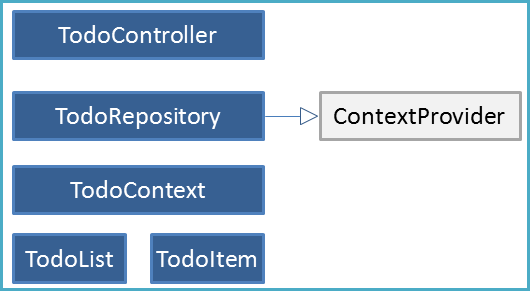 TodoController
TodoRepository
ContextProvider
TodoContext
TodoList
TodoItem